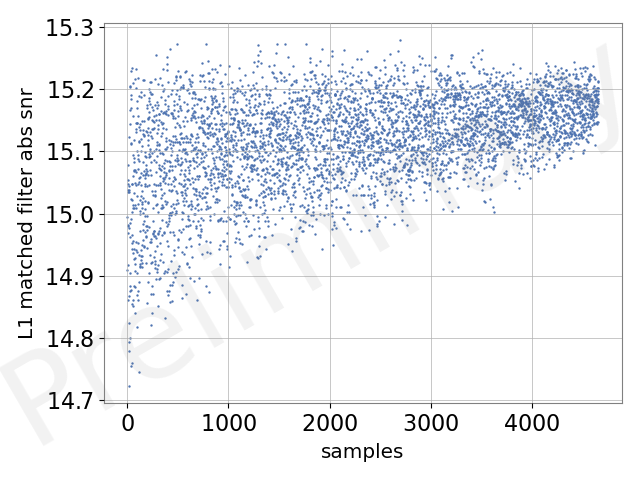 15.3
15.2
15.1
15.0
14.9
14.8
14.7
L1 matched filter abs snr
0 1000 2000 3000 4000
samples
Preliminary